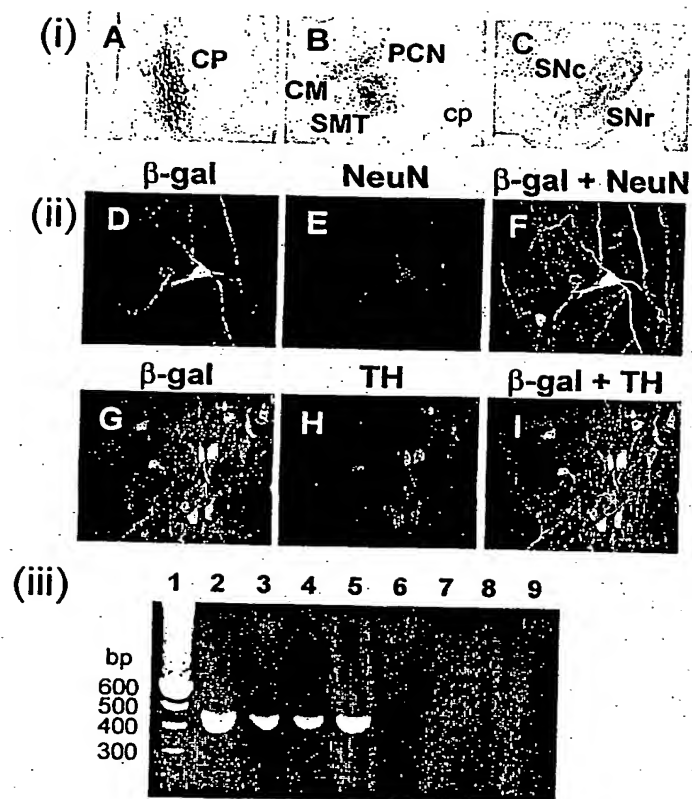 (i) A CP B PCN CM SMT cp C SNc SNr
β-gal NeuN β-gal + NeuN
(ii) D E F
β-gal TH β-gal + TH
G H I
(iii) 1 2 3 4 5 6 7 8 9
bp
600
500
400
300